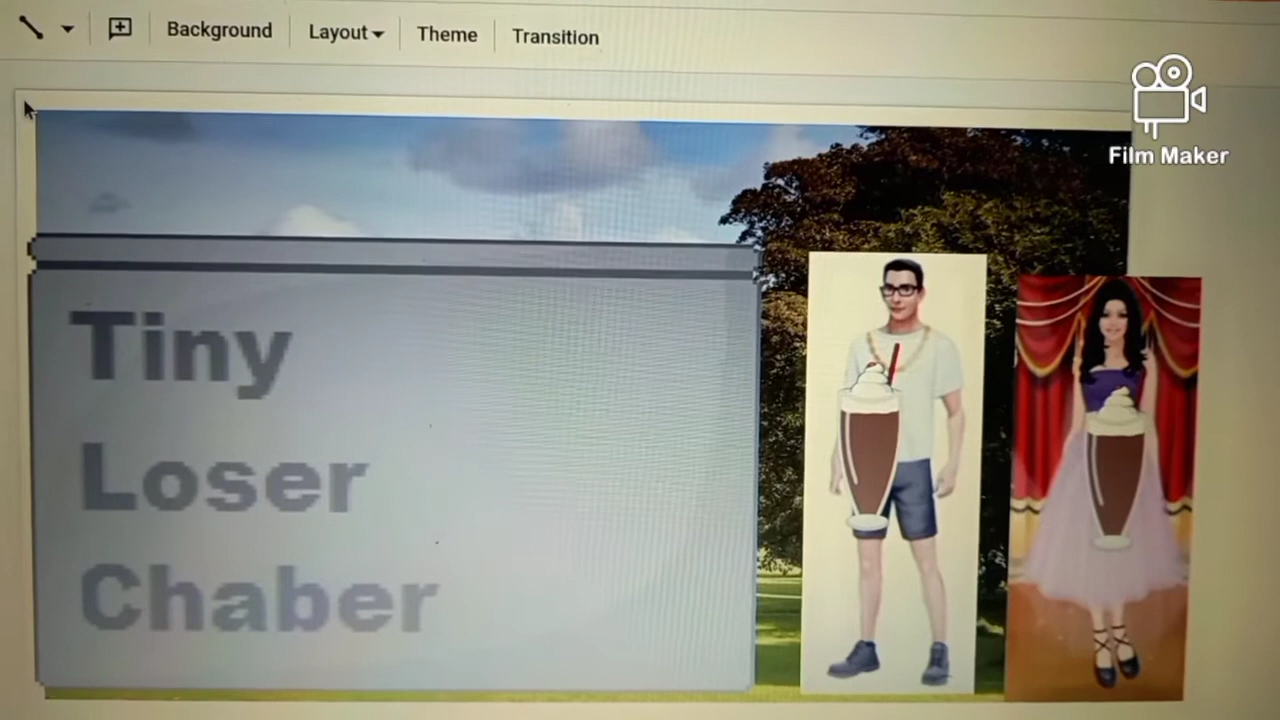 Background Layout Theme Transition
Film Maker
Tiny
Loser
Chaber